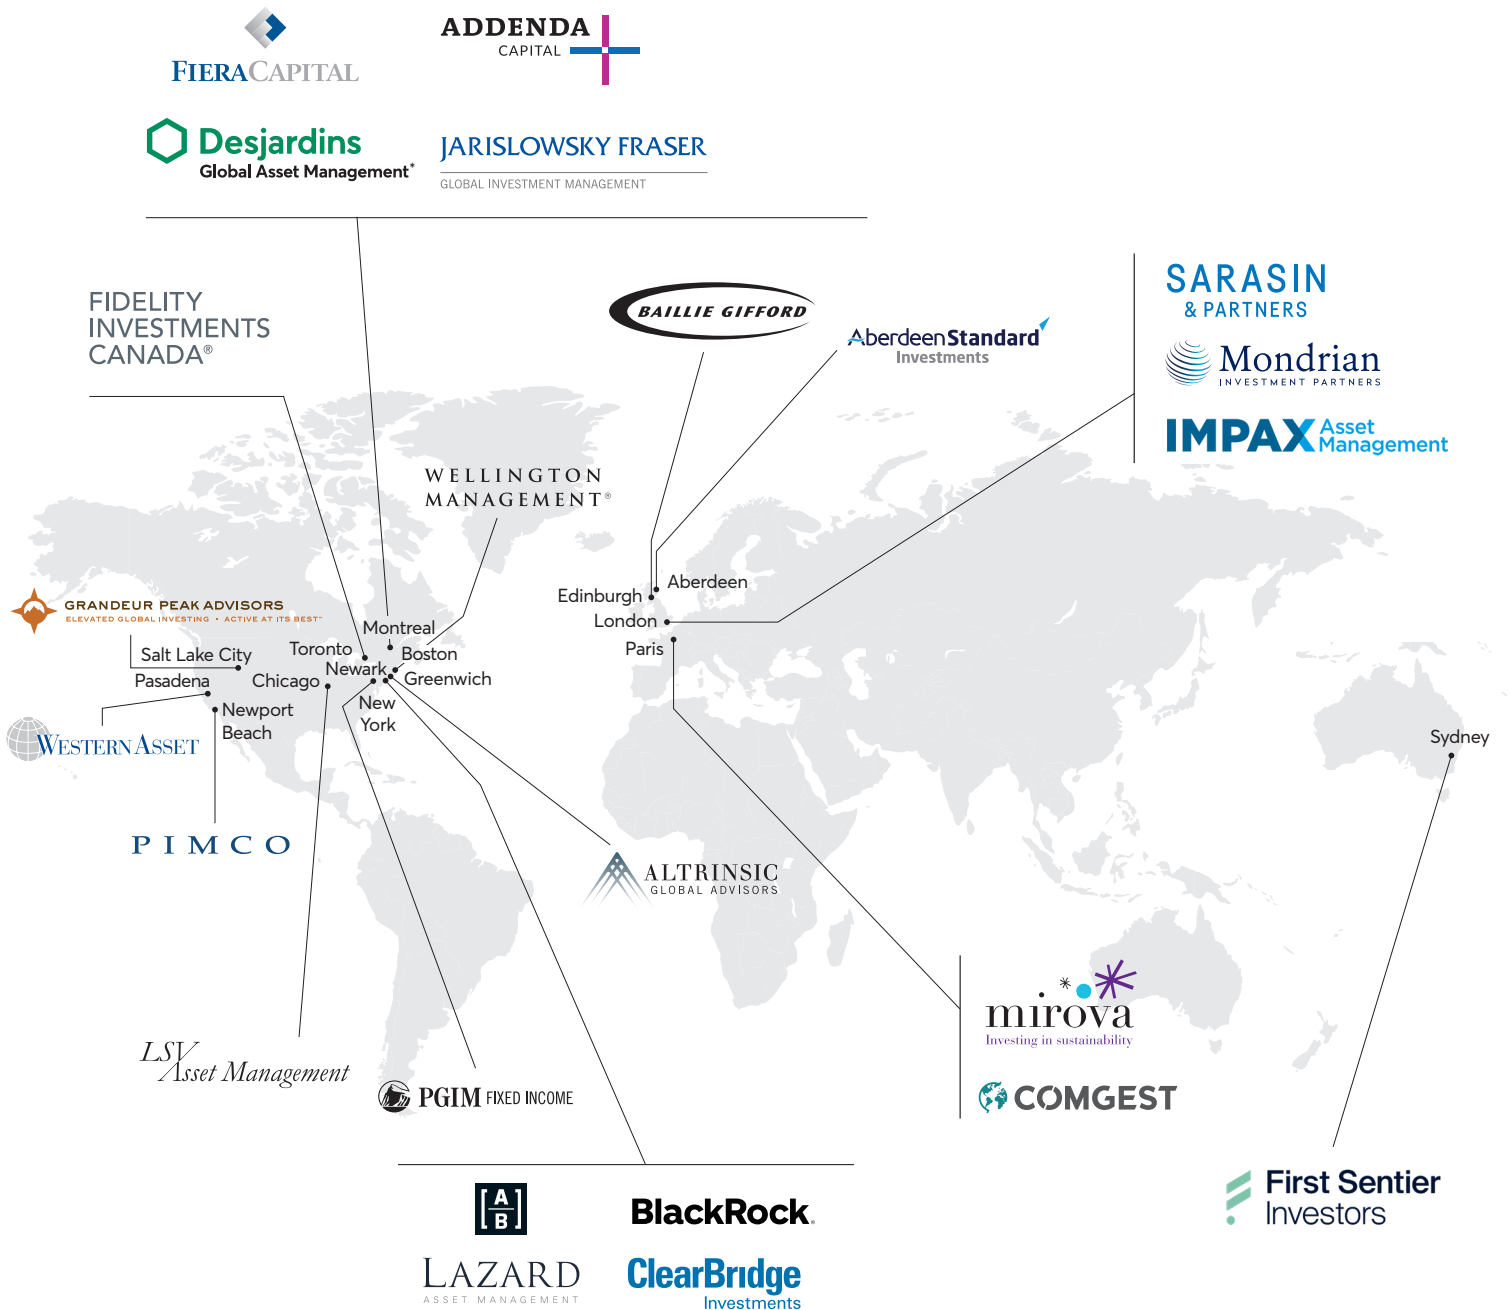 FIERACAPITAL
ADDENDA
CAPITAL
Desjardins
Global Asset Management*
JARISLOWSKY FRASER
GLOBAL INVESTMENT MANAGEMENT
FIDELITY
INVESTMENTS
CANADA®
BAILLIE GIFFORD
AberdeenStandard
Investments
SARASIN
& PARTNERS
Mondrian
INVESTMENT PARTNERS
IMPAX Asset
Management
WELLINGTON
MANAGEMENT®
GRANDEUR PEAK ADVISORS
ELEVATED GLOBAL INVESTING • ACTIVE AT ITS BEST™
Edinburgh
Aberdeen
London
Paris
Montreal
Toronto
Boston
Newark
Greenwich
Salt Lake City
Pasadena
Chicago
New
York
Newport
Beach
WESTERN ASSET
PIMCO
Sydney
ALTRINSIC
GLOBAL ADVISORS
LSV
Asset Management
PGIM FIXED INCOME
mirova
Investing in sustainability
COMGEST
First Sentier
Investors
[A
B]
BlackRock.
LAZARD
ASSET MANAGEMENT
ClearBridge
Investments